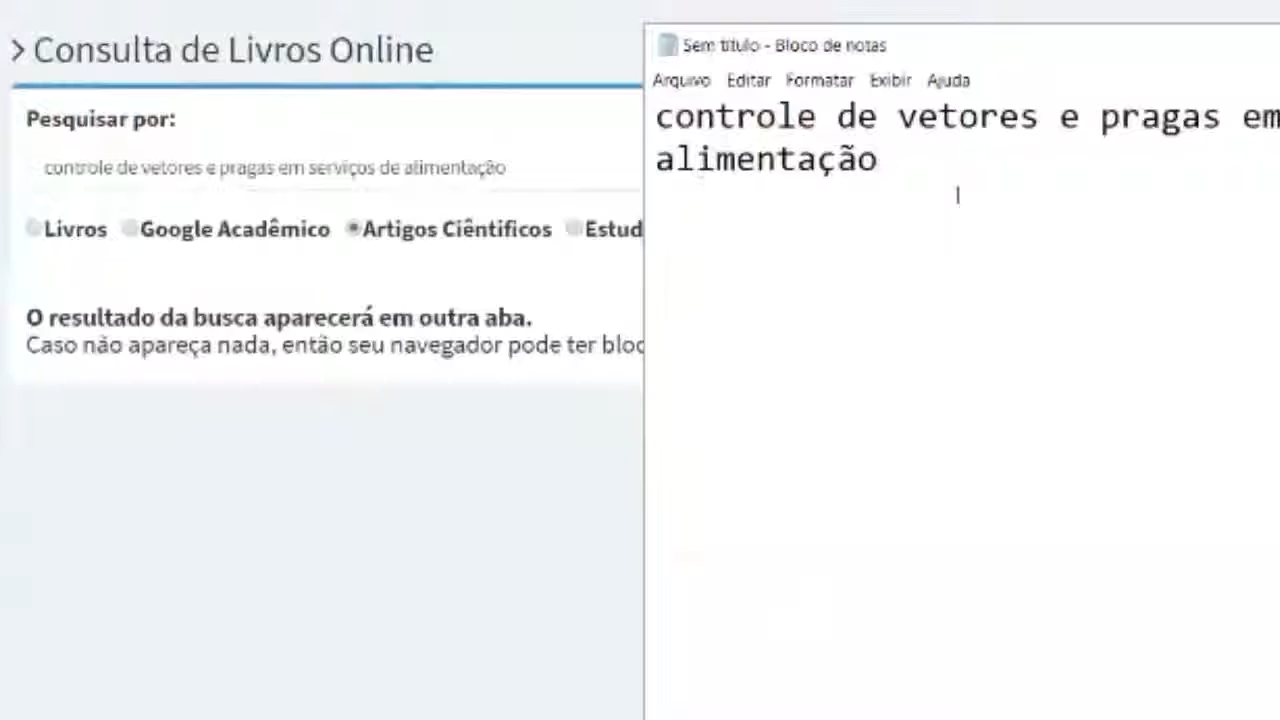 > Consulta de Livros Online
Pesquisar por:
controle de vetores e pragas em serviços de alimentação
Livros Google Acadêmico Artigos Ciêntificos Estud
O resultado da busca aparecerá em outra aba.
Caso não apareça nada, então seu navegador pode ter bloc
Sem título - Bloco de notas
Arquivo Editar Formatar Exibir Ajuda
controle de vetores e pragas em
alimentação